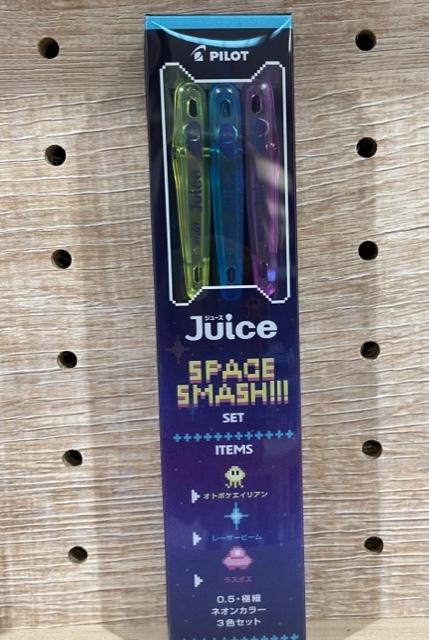 PILOT
Juice
ジュース
Juice
SPACE
SMASH!!!
SET
ITEMS
オトボケエイリアン
レーザービーム
ラスボス
0.5・極細
ネオンカラー
3色セット